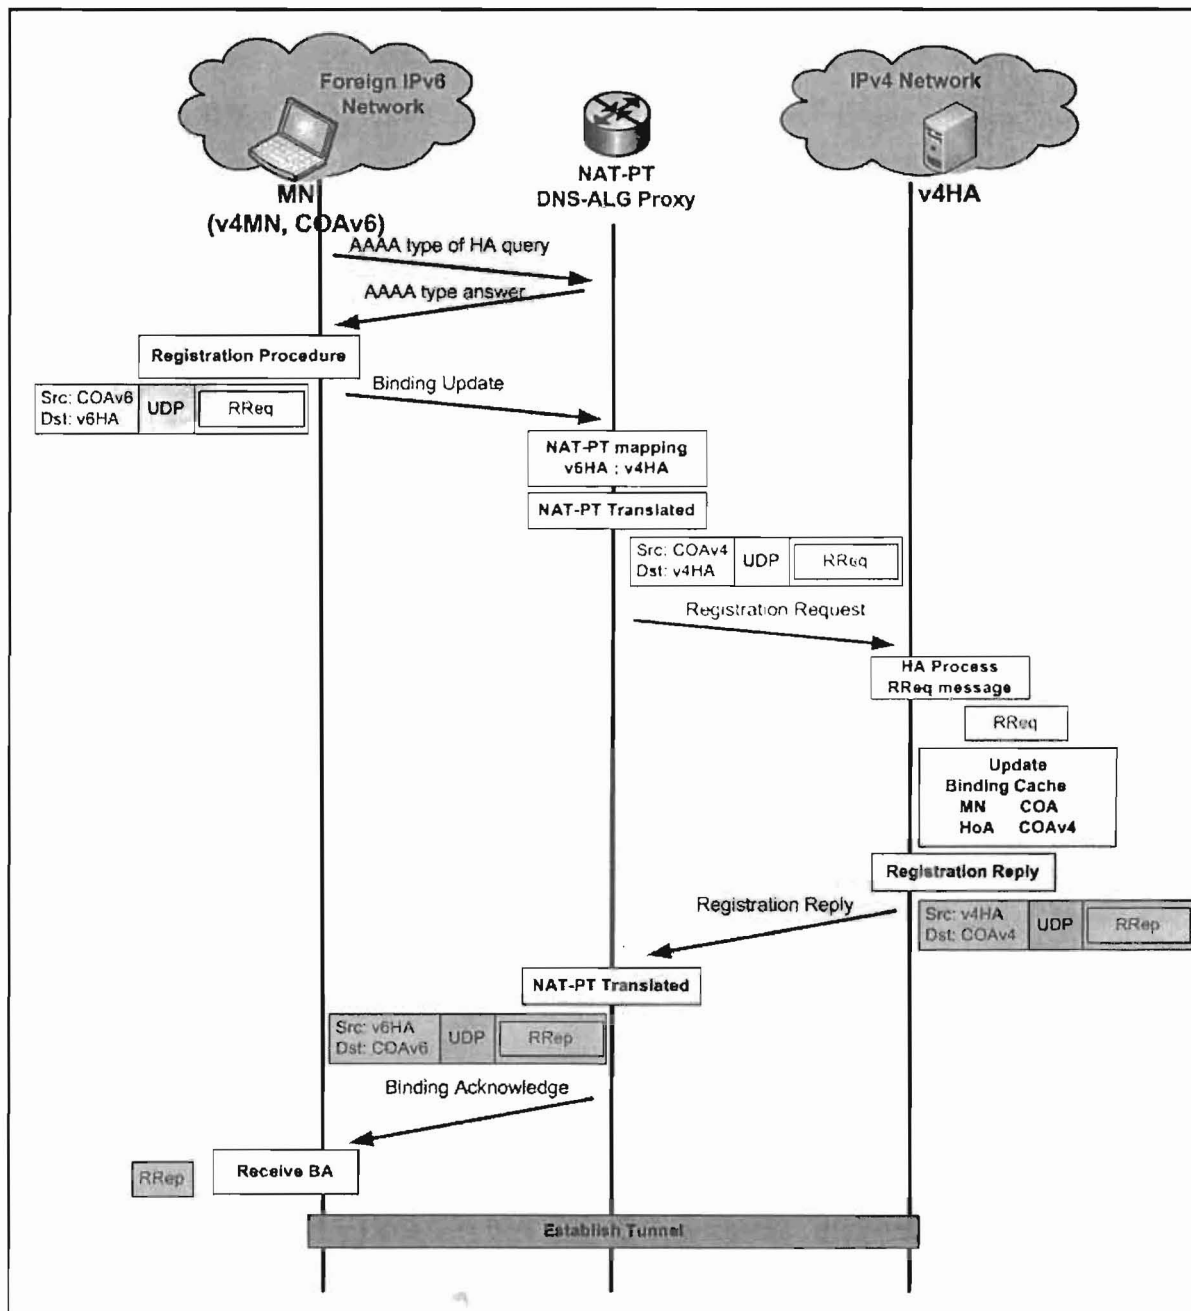 Foreign IPv6
Network
IPv4 Network
MN
(v4MN, COAv6)
NAT-PT
DNS-ALG Proxy
v4HA
AAAA type of HA query
AAAA type answer
Registration Procedure
Src: COAv6
Dst: v6HA
UDP
RReq
Binding Update
NAT-PT mapping
v6HA ; v4HA
NAT-PT Translated
Src: COAv4
Dst: v4HA
UDP
RReq
Registration Request
HA Process
RReq message
RReq
Update
Binding Cache
MN COA
HoA COAv4
Registration Reply
Registration Reply
Src: v4HA
Dst: COAv4
UDP
RRep
NAT-PT Translated
Src: v6HA
Dst: COAv6
UDP
RRep
Binding Acknowledge
RRep
Receive BA
Establish Tunnel